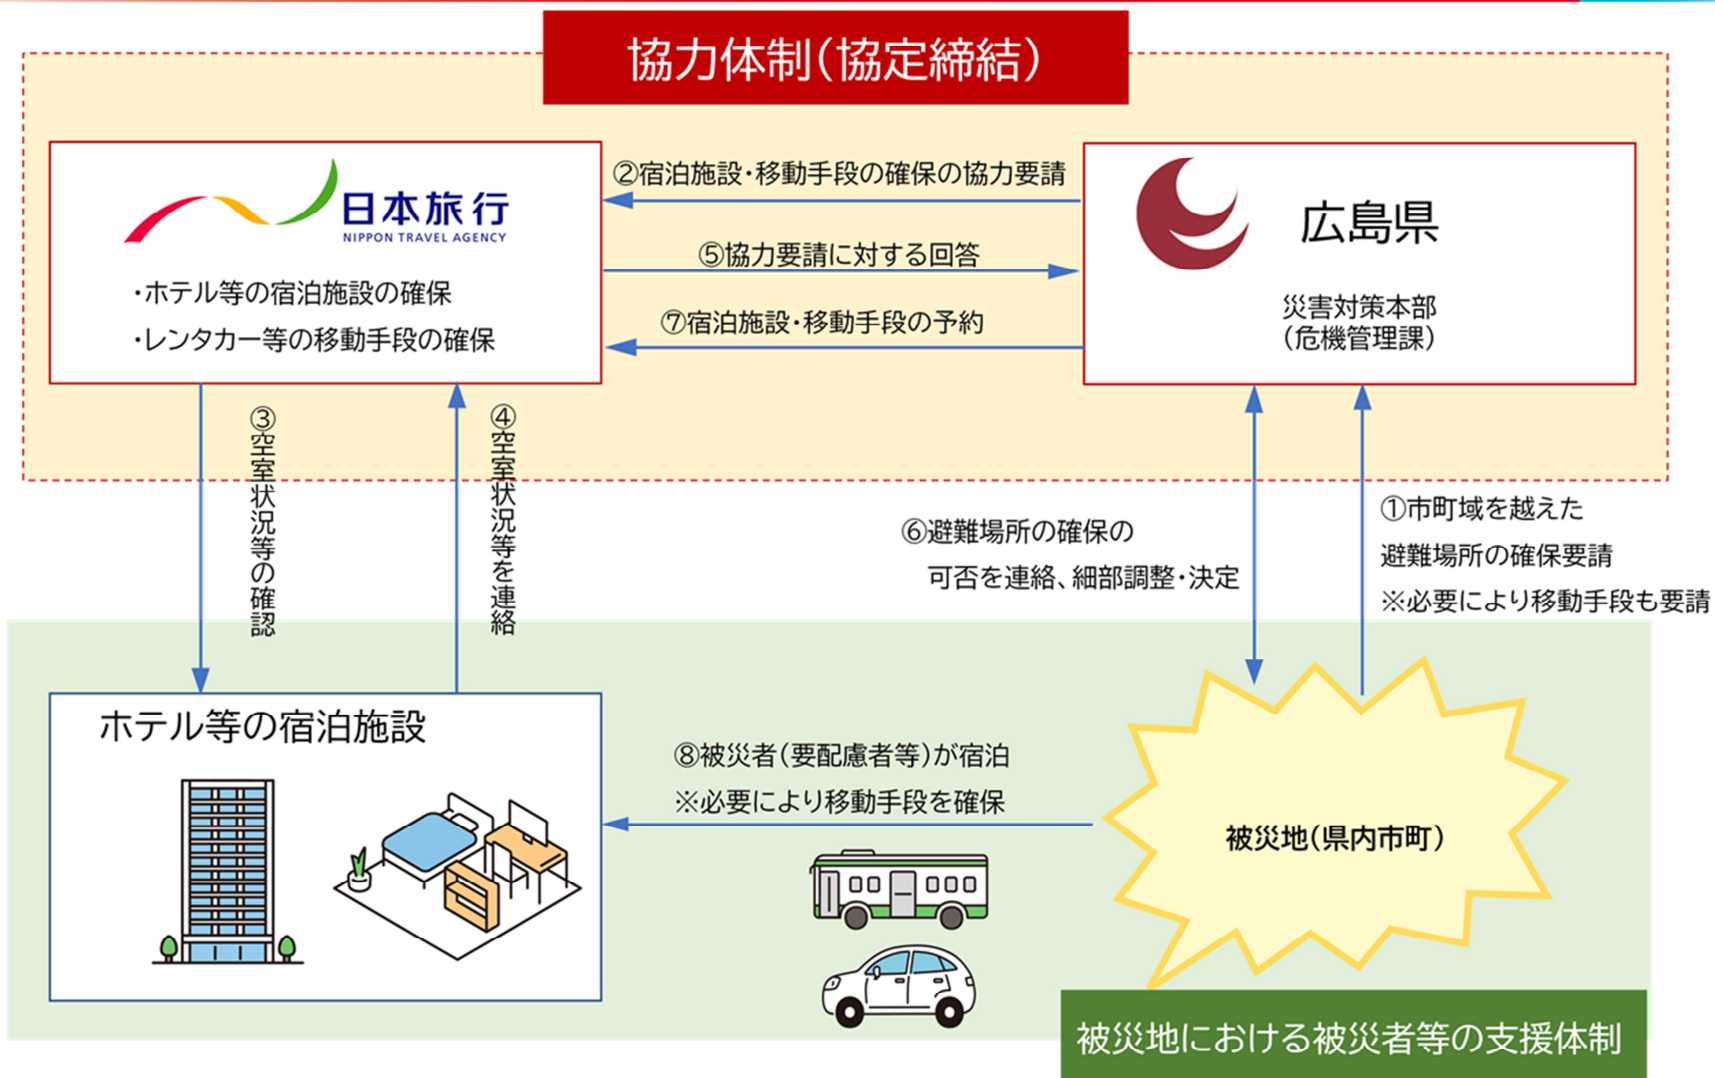 協力体制（協定締結）
日本旅行
NIPPON TRAVEL AGENCY
・ホテル等の宿泊施設の確保
・レンタカー等の移動手段の確保
②宿泊施設・移動手段の確保の協力要請
⑤協力要請に対する回答
⑦宿泊施設・移動手段の予約
広島県
災害対策本部
（危機管理課）
③空室状況等の確認
④空室状況等を連絡
⑥避難場所の確保の
可否を連絡、細部調整・決定
①市町域を越えた
避難場所の確保要請
※必要により移動手段も要請
ホテル等の宿泊施設
⑧被災者（要配慮者等）が宿泊
※必要により移動手段を確保
被災地（県内市町）
被災地における被災者等の支援体制